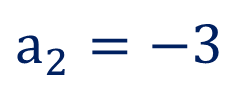 a₂ = −3